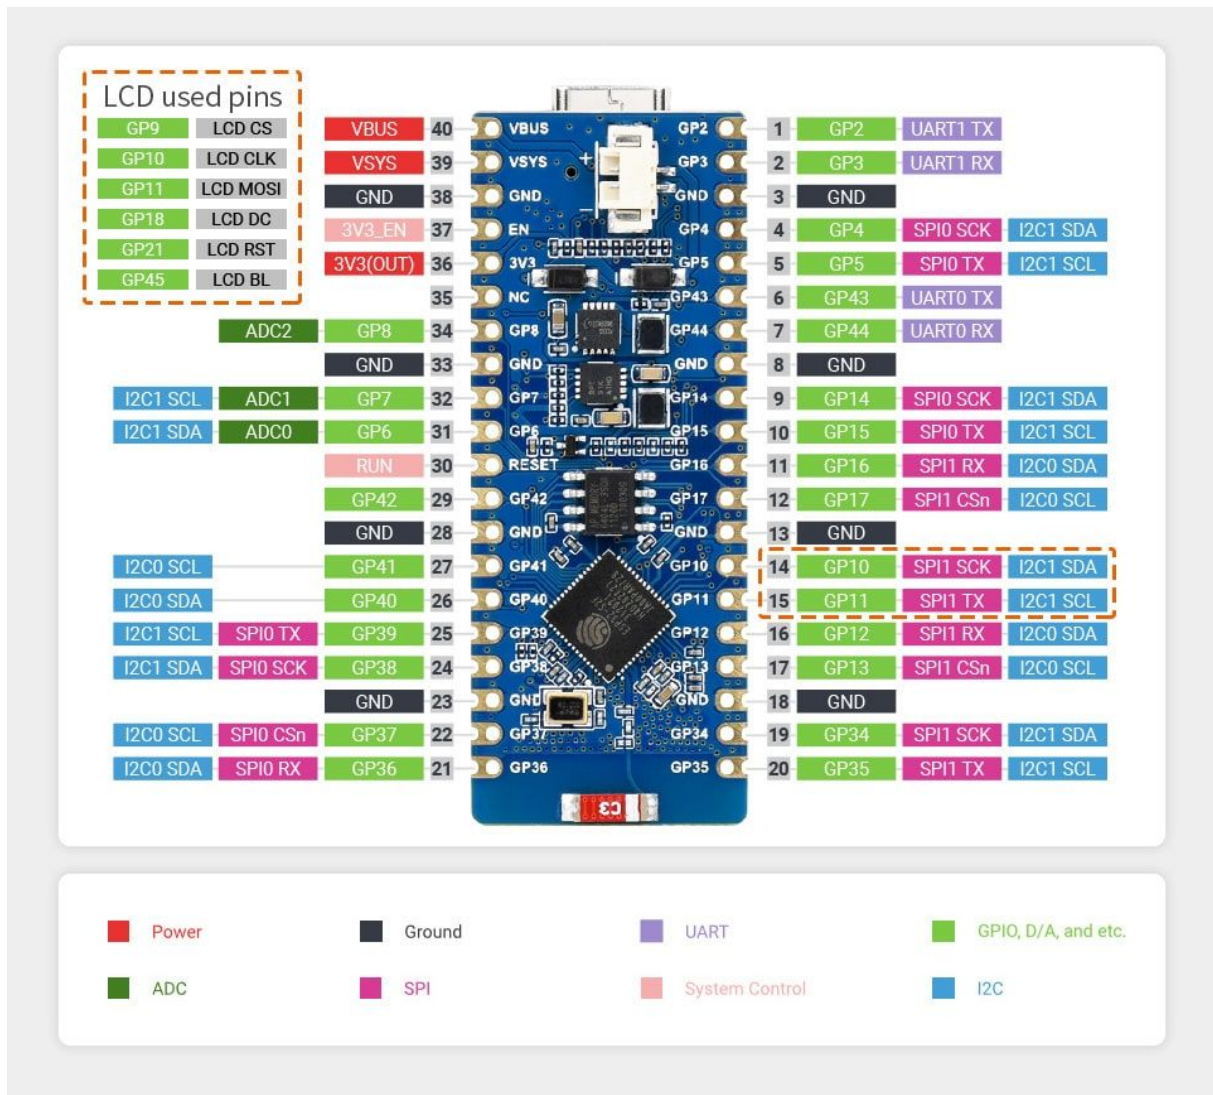 LCD used pins
GP9 LCD CS
GP10 LCD CLK
GP11 LCD MOSI
GP18 LCD DC
GP21 LCD RST
GP45 LCD BL
VBUS 40 VBUS GP2 1 GP2 UART1 TX
VSYS 39 VSYS + GP3 2 GP3 UART1 RX
GND 38 GND - GND 3 GND
3V3_EN 37 EN GP4 4 GP4 SPI0 SCK I2C1 SDA
3V3(OUT) 36 3V3 GP5 5 GP5 SPI0 TX I2C1 SCL
35 NC GP43 6 GP43 UART0 TX
ADC2 GP8 34 GP8 GP44 7 GP44 UART0 RX
GND 33 GND GND 8 GND
I2C1 SCL ADC1 GP7 32 GP7 GP14 9 GP14 SPI0 SCK I2C1 SDA
I2C1 SDA ADC0 GP6 31 GP6 GP15 10 GP15 SPI0 TX I2C1 SCL
RUN 30 RESET GP16 11 GP16 SPI1 RX I2C0 SDA
GP42 29 GP42 GP17 12 GP17 SPI1 CSn I2C0 SCL
GND 28 GND GND 13 GND
I2C0 SCL GP41 27 GP41 GP10 14 GP10 SPI1 SCK I2C1 SDA
I2C0 SDA GP40 26 GP40 GP11 15 GP11 SPI1 TX I2C1 SCL
I2C1 SCL SPI0 TX GP39 25 GP39 GP12 16 GP12 SPI1 RX I2C0 SDA
I2C1 SDA SPI0 SCK GP38 24 GP38 GP13 17 GP13 SPI1 CSn I2C0 SCL
GND 23 GND GND 18 GND
I2C0 SCL SPI0 CSn GP37 22 GP37 GP34 19 GP34 SPI1 SCK I2C1 SDA
I2C0 SDA SPI0 RX GP36 21 GP36 GP35 20 GP35 SPI1 TX I2C1 SCL
C3
Power Ground UART GPIO, D/A, and etc.
ADC SPI System Control I2C